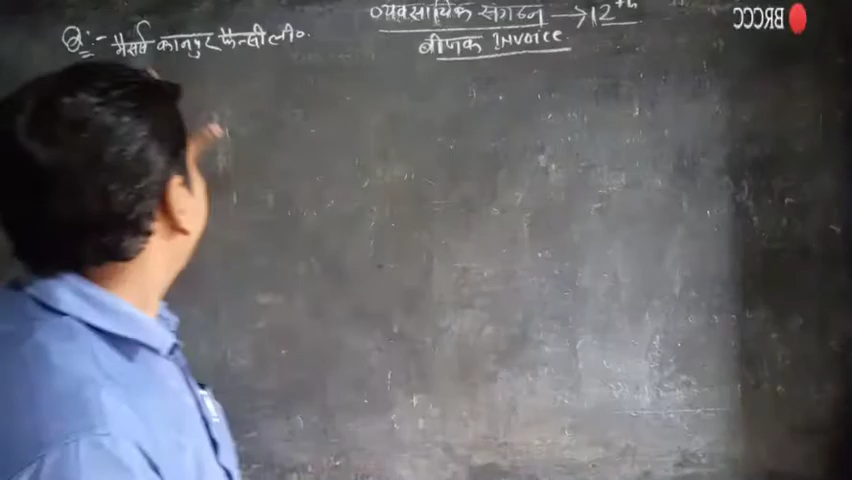 व्यवसायिक संगठन → 12th
बीजक INVOICE
Q:- मैसर्स कानपुर फैन्सी ली०
BRCCC